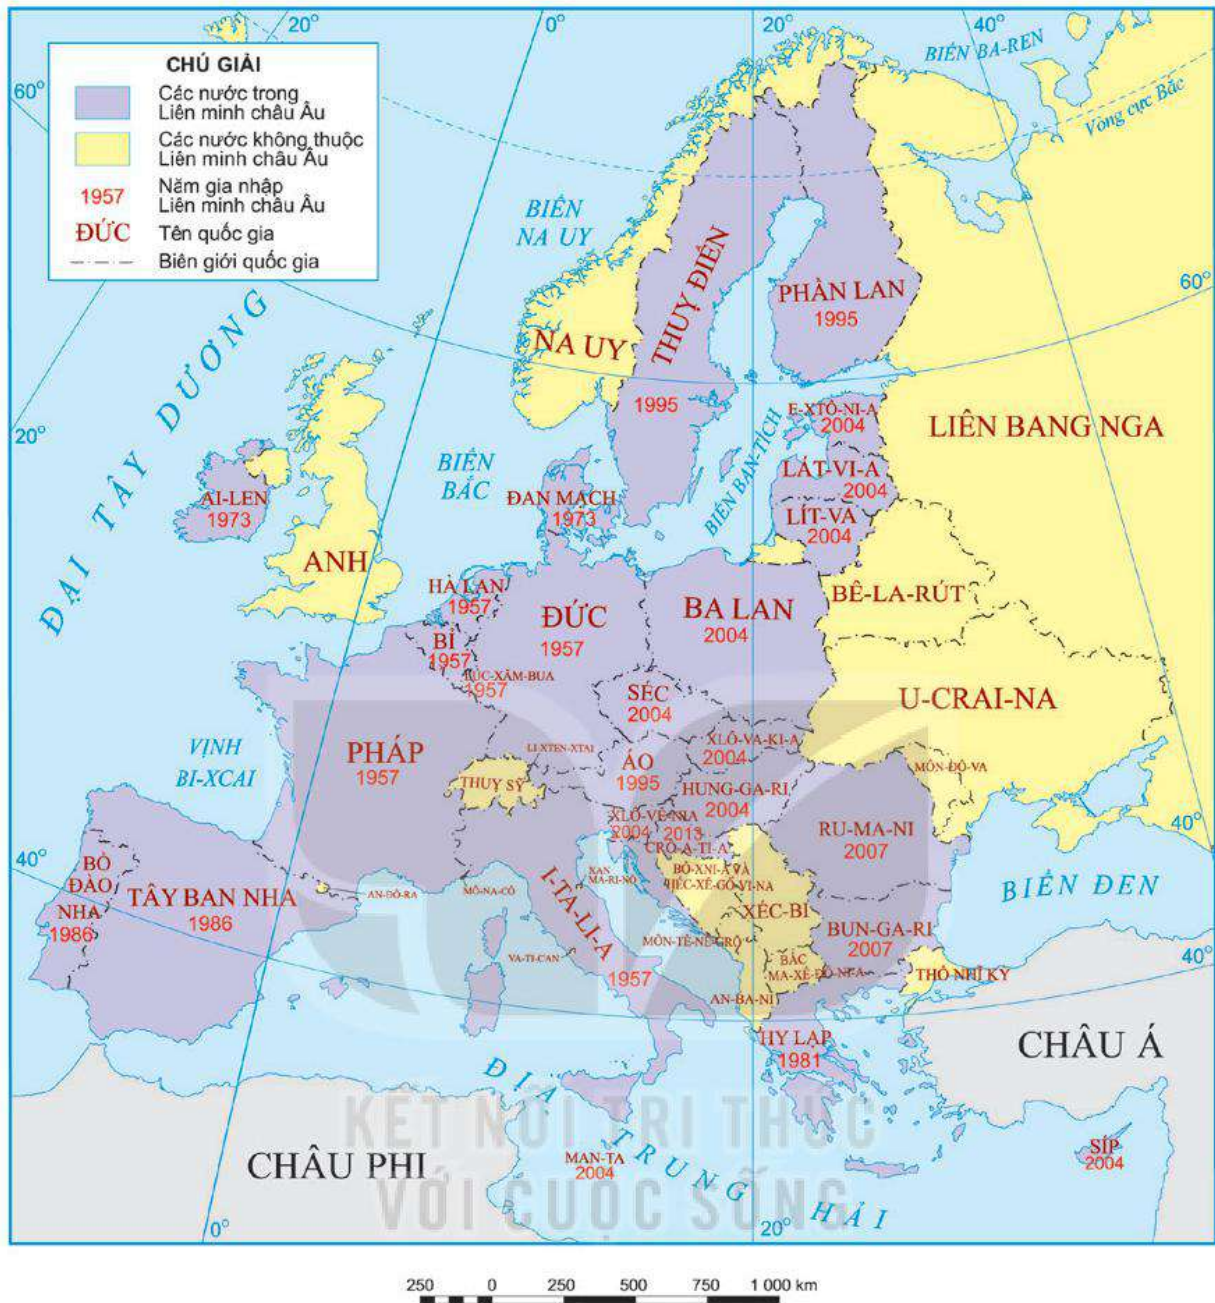 20°
0°
20°
40°
60°
BIỂN BA-REN
Vòng cực Bắc
CHÚ GIẢI
Các nước trong
Liên minh châu Âu
Các nước không thuộc
Liên minh châu Âu
1957
Năm gia nhập
Liên minh châu Âu
ĐỨC
Tên quốc gia
Biên giới quốc gia
BIỂN
NA UY
60°
THUỴ ĐIỂN
1995
PHẦN LAN
1995
NA UY
ĐẠI TÂY DƯƠNG
20°
E-XTÔ-NI-A
2004
LIÊN BANG NGA
BIỂN
BẮC
BIỂN BAN-TÍCH
LÁT-VI-A
2004
AI-LEN
1973
ĐAN MẠCH
1973
LÍT-VA
2004
ANH
HÀ LAN
1957
ĐỨC
1957
BA LAN
2004
BÊ-LA-RÚT
BỈ
1957
LÚC-XĂM-BUA
1957
SÉC
2004
U-CRAI-NA
VỊNH
BI-XCAI
PHÁP
1957
LI-XTEN-XTAI
ÁO
1995
XLÔ-VA-KI-A
2004
MÔN-ĐÔ-VA
THUỴ SỸ
HUNG-GA-RI
2004
XLÔ-VÊ-NIA
2004
2013
CRÔ-A-TI-A
RU-MA-NI
2007
40°
40°
BỒ
ĐÀO
NHA
1986
TÂY BAN NHA
1986
AN-ĐÔ-RA
MÔ-NA-CÔ
XAN
MA-RI-NÔ
I-TA-LI-A
1957
BÔ-XNI-A VÀ
HÉC-XÊ-GÔ-VI-NA
XÉC-BI
BIỂN ĐEN
BUN-GA-RI
2007
MÔN-TÊ-NÊ-GRÔ
VA-TI-CAN
BẮC
MA-XÊ-ĐÔ-NI-A
THỔ NHĨ KỲ
40°
AN-BA-NI
HY LẠP
1981
CHÂU Á
ĐỊA TRUNG HẢI
KẾT NỐI TRI THỨC
VỚI CUỘC SỐNG
CHÂU PHI
MAN-TA
2004
SÍP
2004
0°
20°
250 0 250 500 750 1 000 km